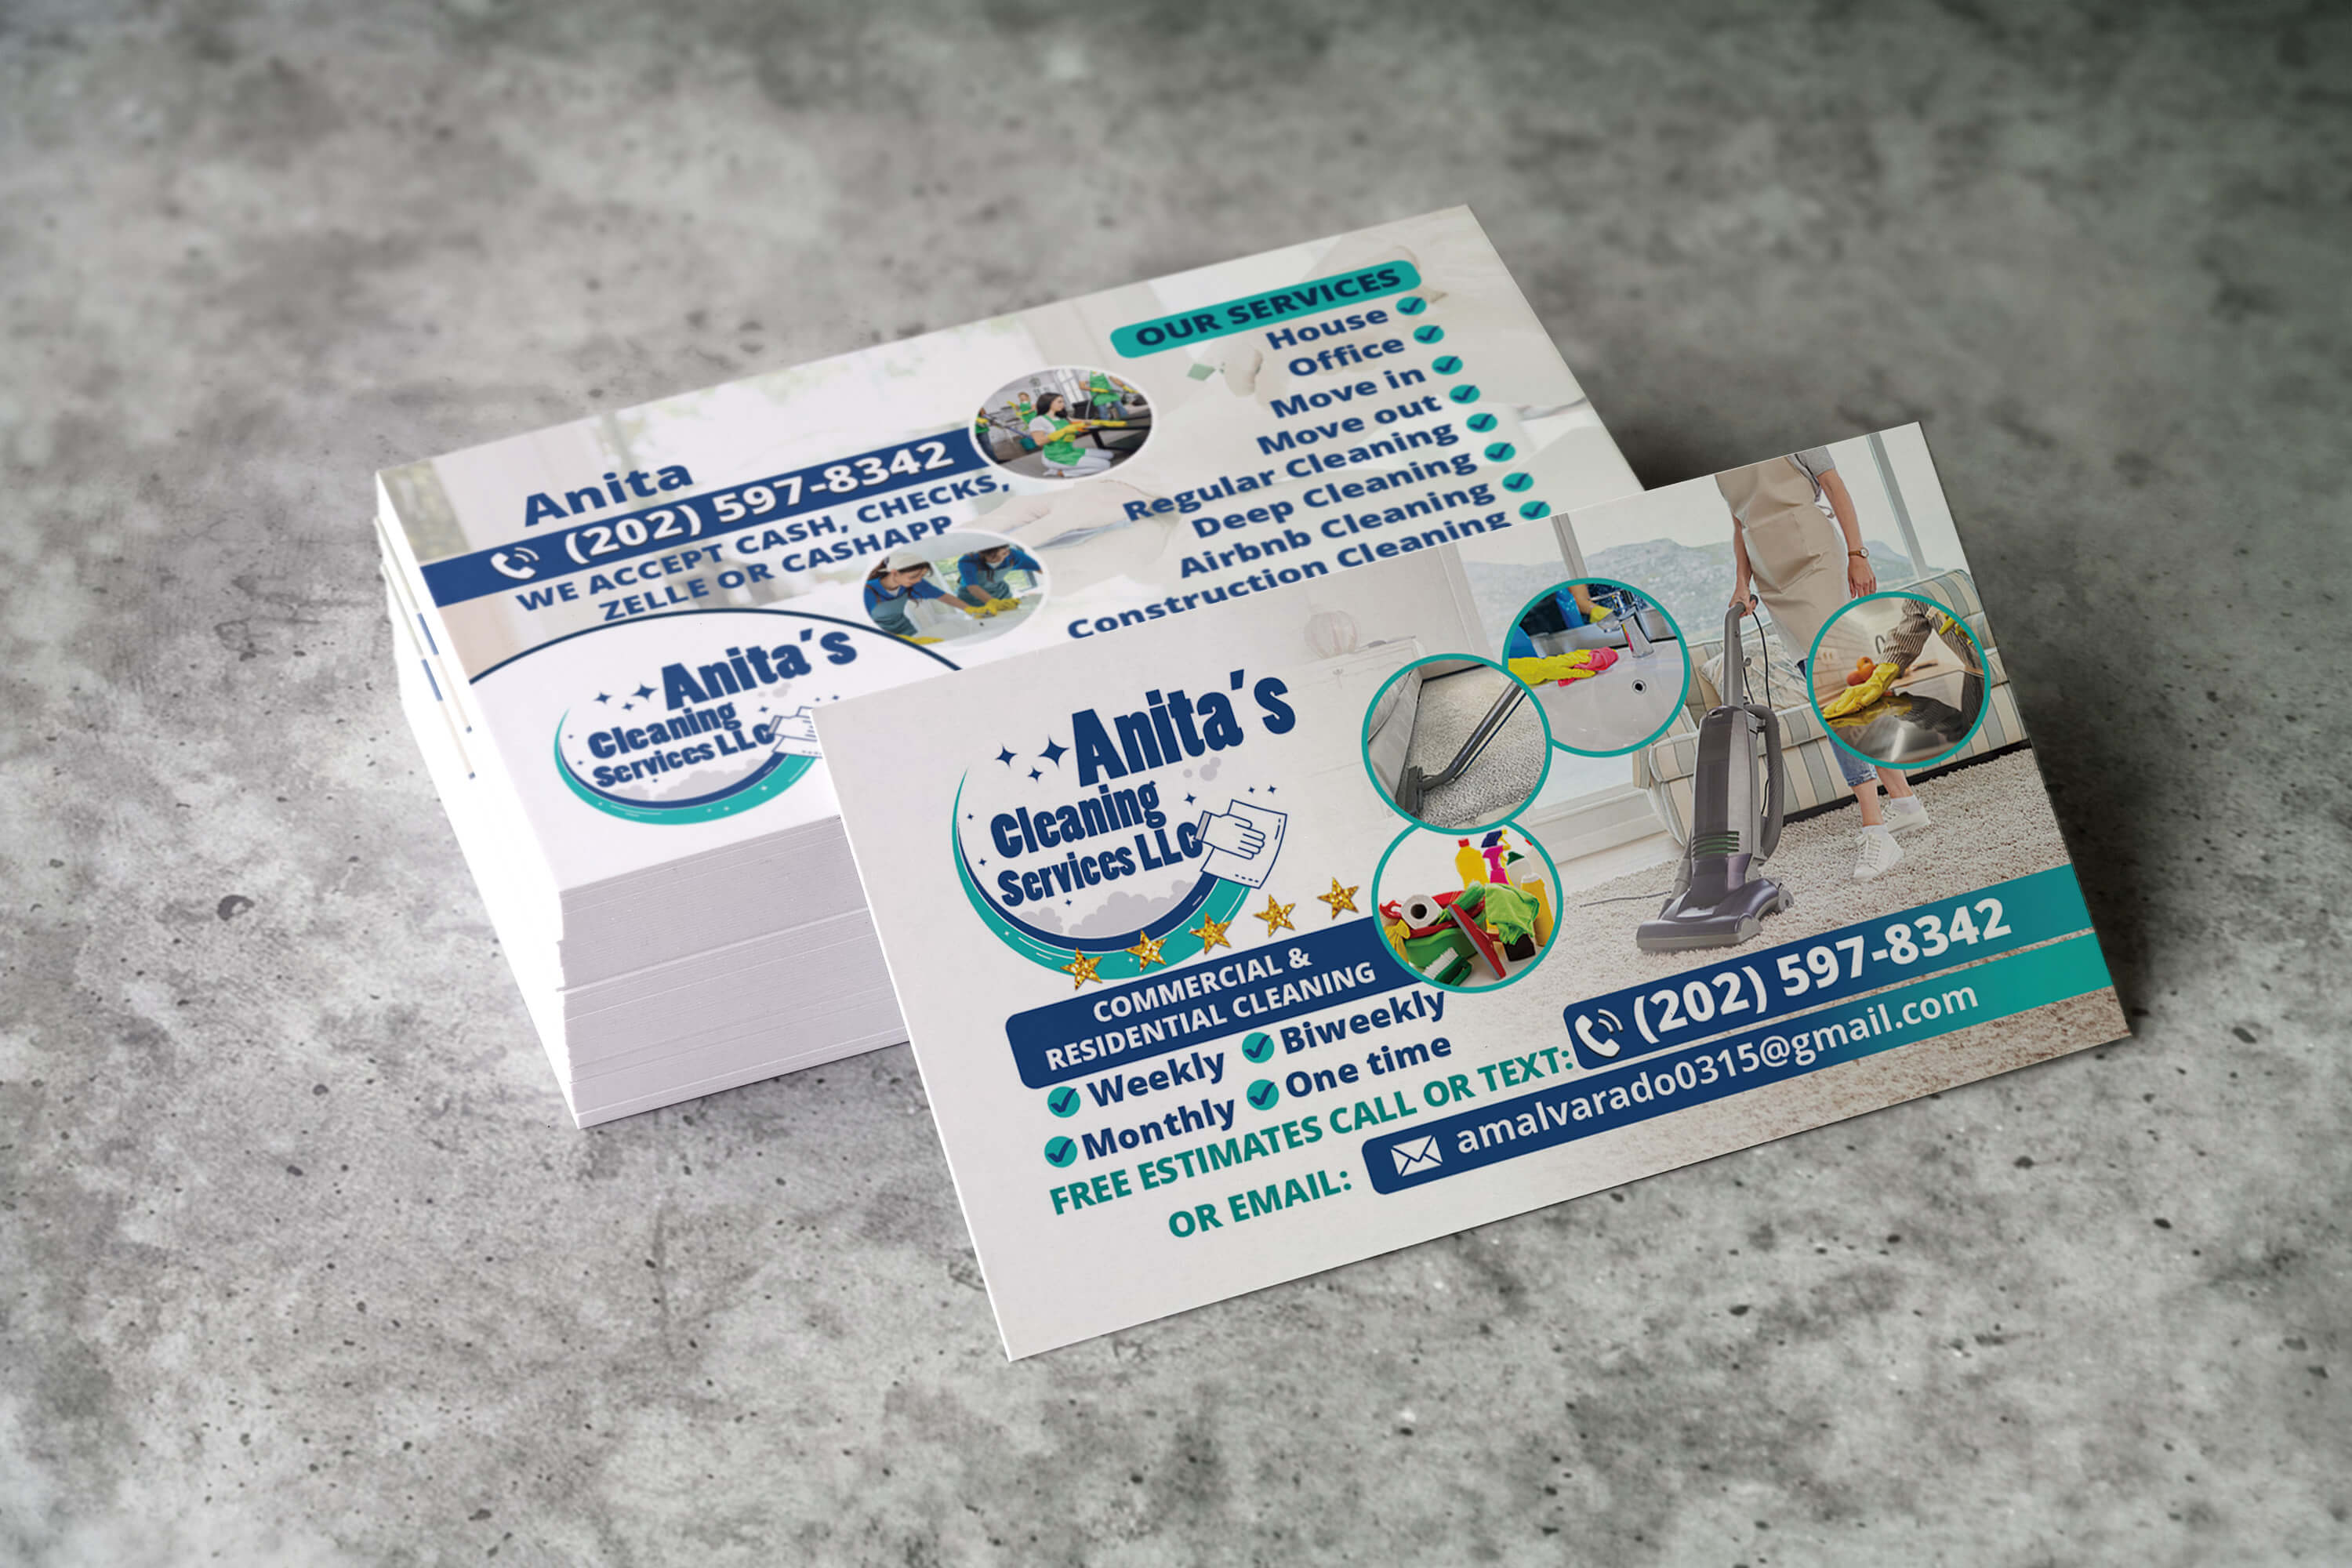 OUR SERVICES
House
Office
Move in
Move out
Regular Cleaning
Deep Cleaning
Airbnb Cleaning
Construction Cleaning
Anita
(202) 597-8342
WE ACCEPT CASH, CHECKS,
ZELLE OR CASHAPP
Anita´s
Cleaning
Services LLC
Anita´s
Cleaning
Services LLC
COMMERCIAL &
RESIDENTIAL CLEANING
Weekly Biweekly
Monthly One time
FREE ESTIMATES CALL OR TEXT: (202) 597-8342
OR EMAIL: amalvarado0315@gmail.com